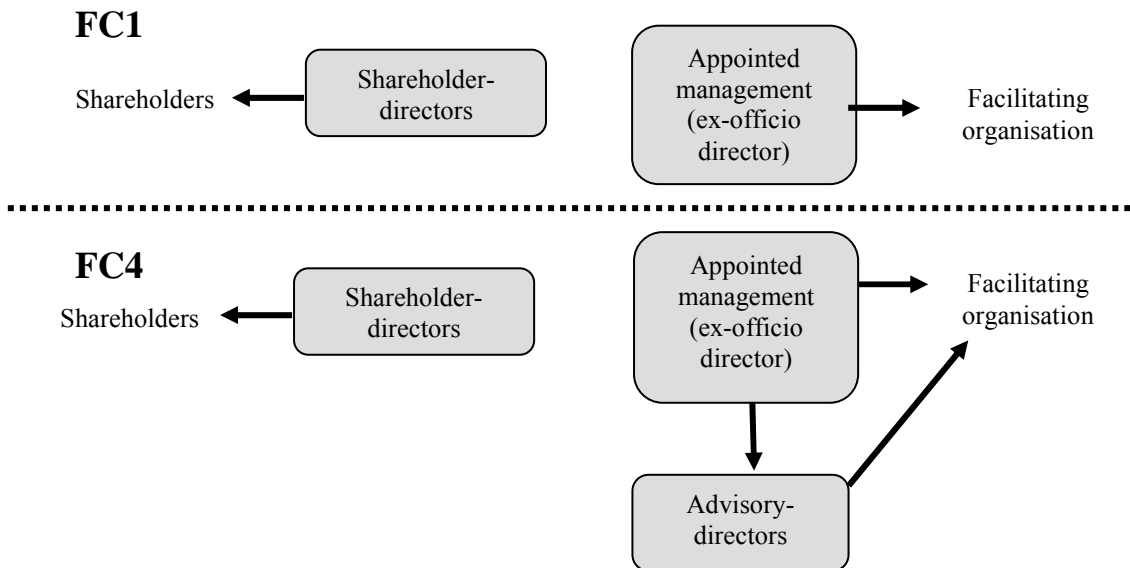 FC1
Shareholders
Shareholder-
directors
Appointed
management
(ex-officio
director)
Facilitating
organisation
FC4
Shareholders
Shareholder-
directors
Appointed
management
(ex-officio
director)
Facilitating
organisation
Advisory-
directors